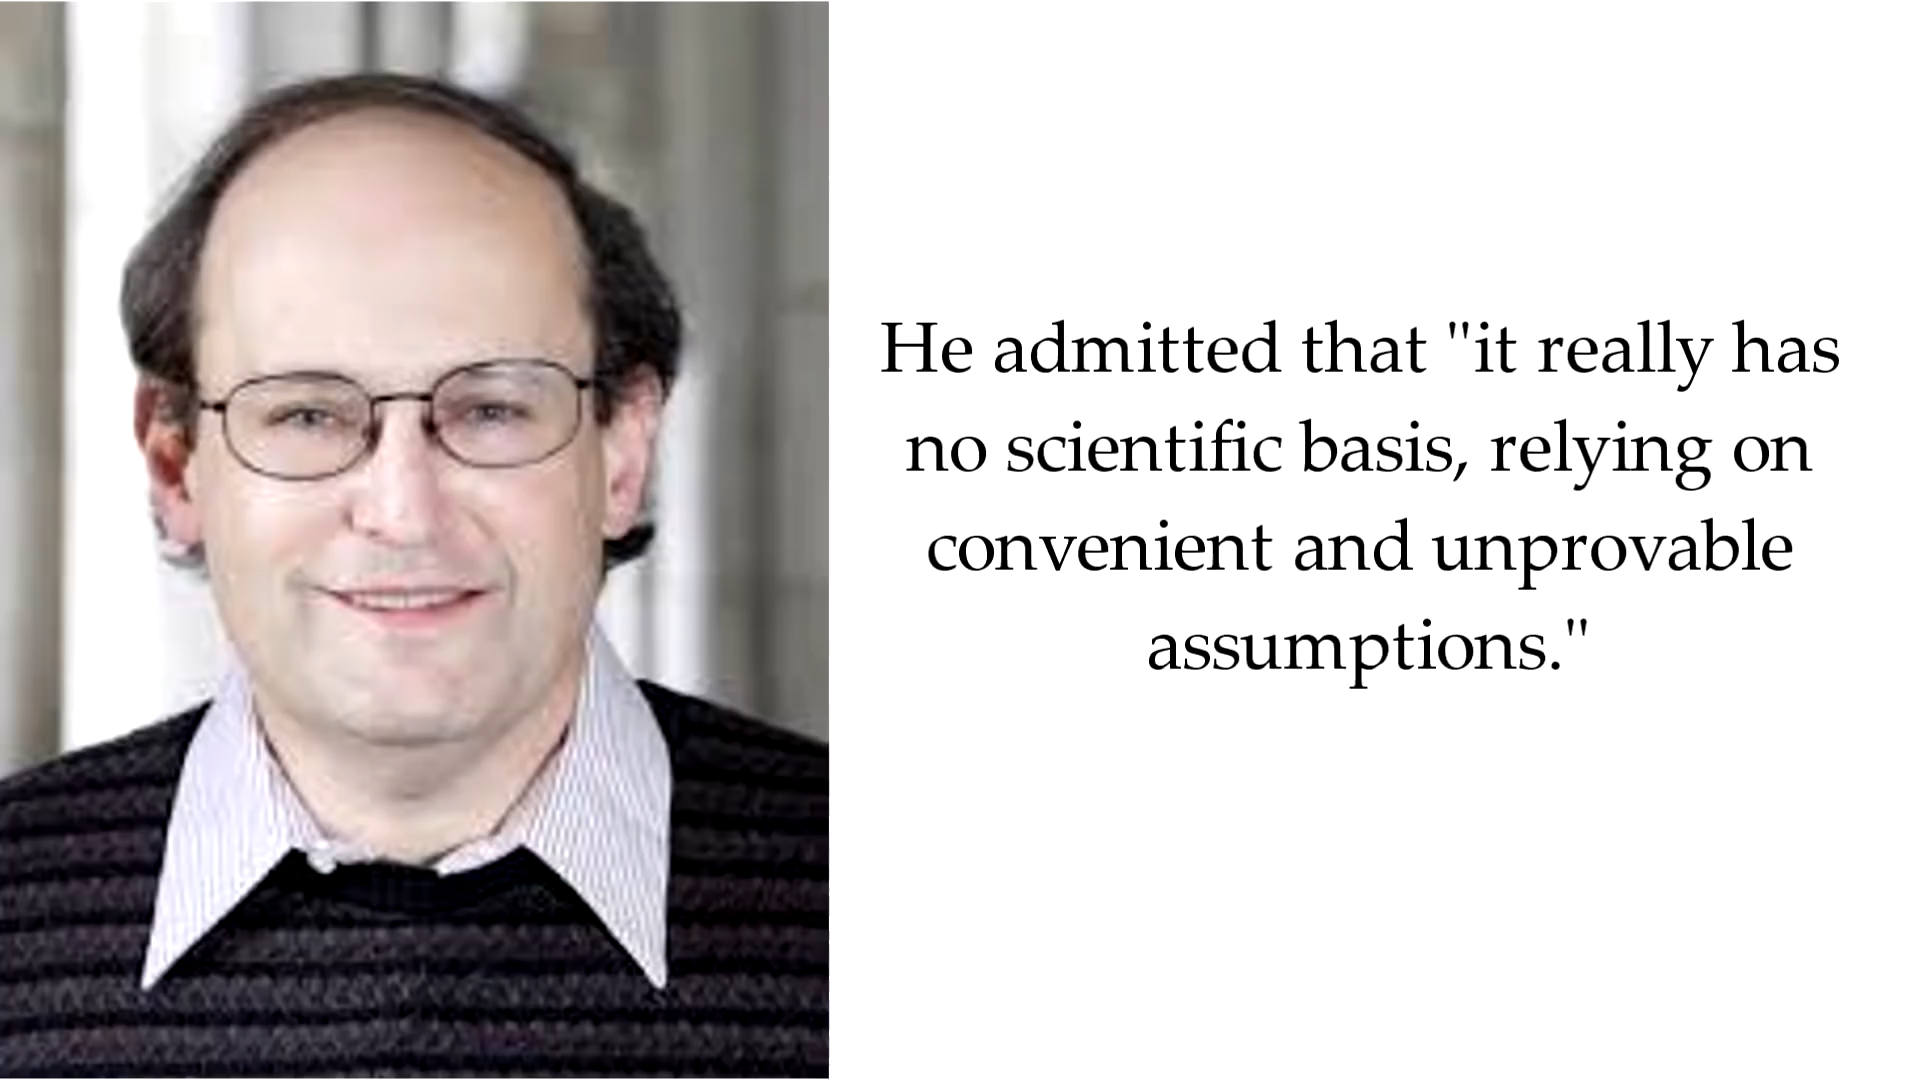 He admitted that "it really has
no scientific basis, relying on
convenient and unprovable
assumptions."